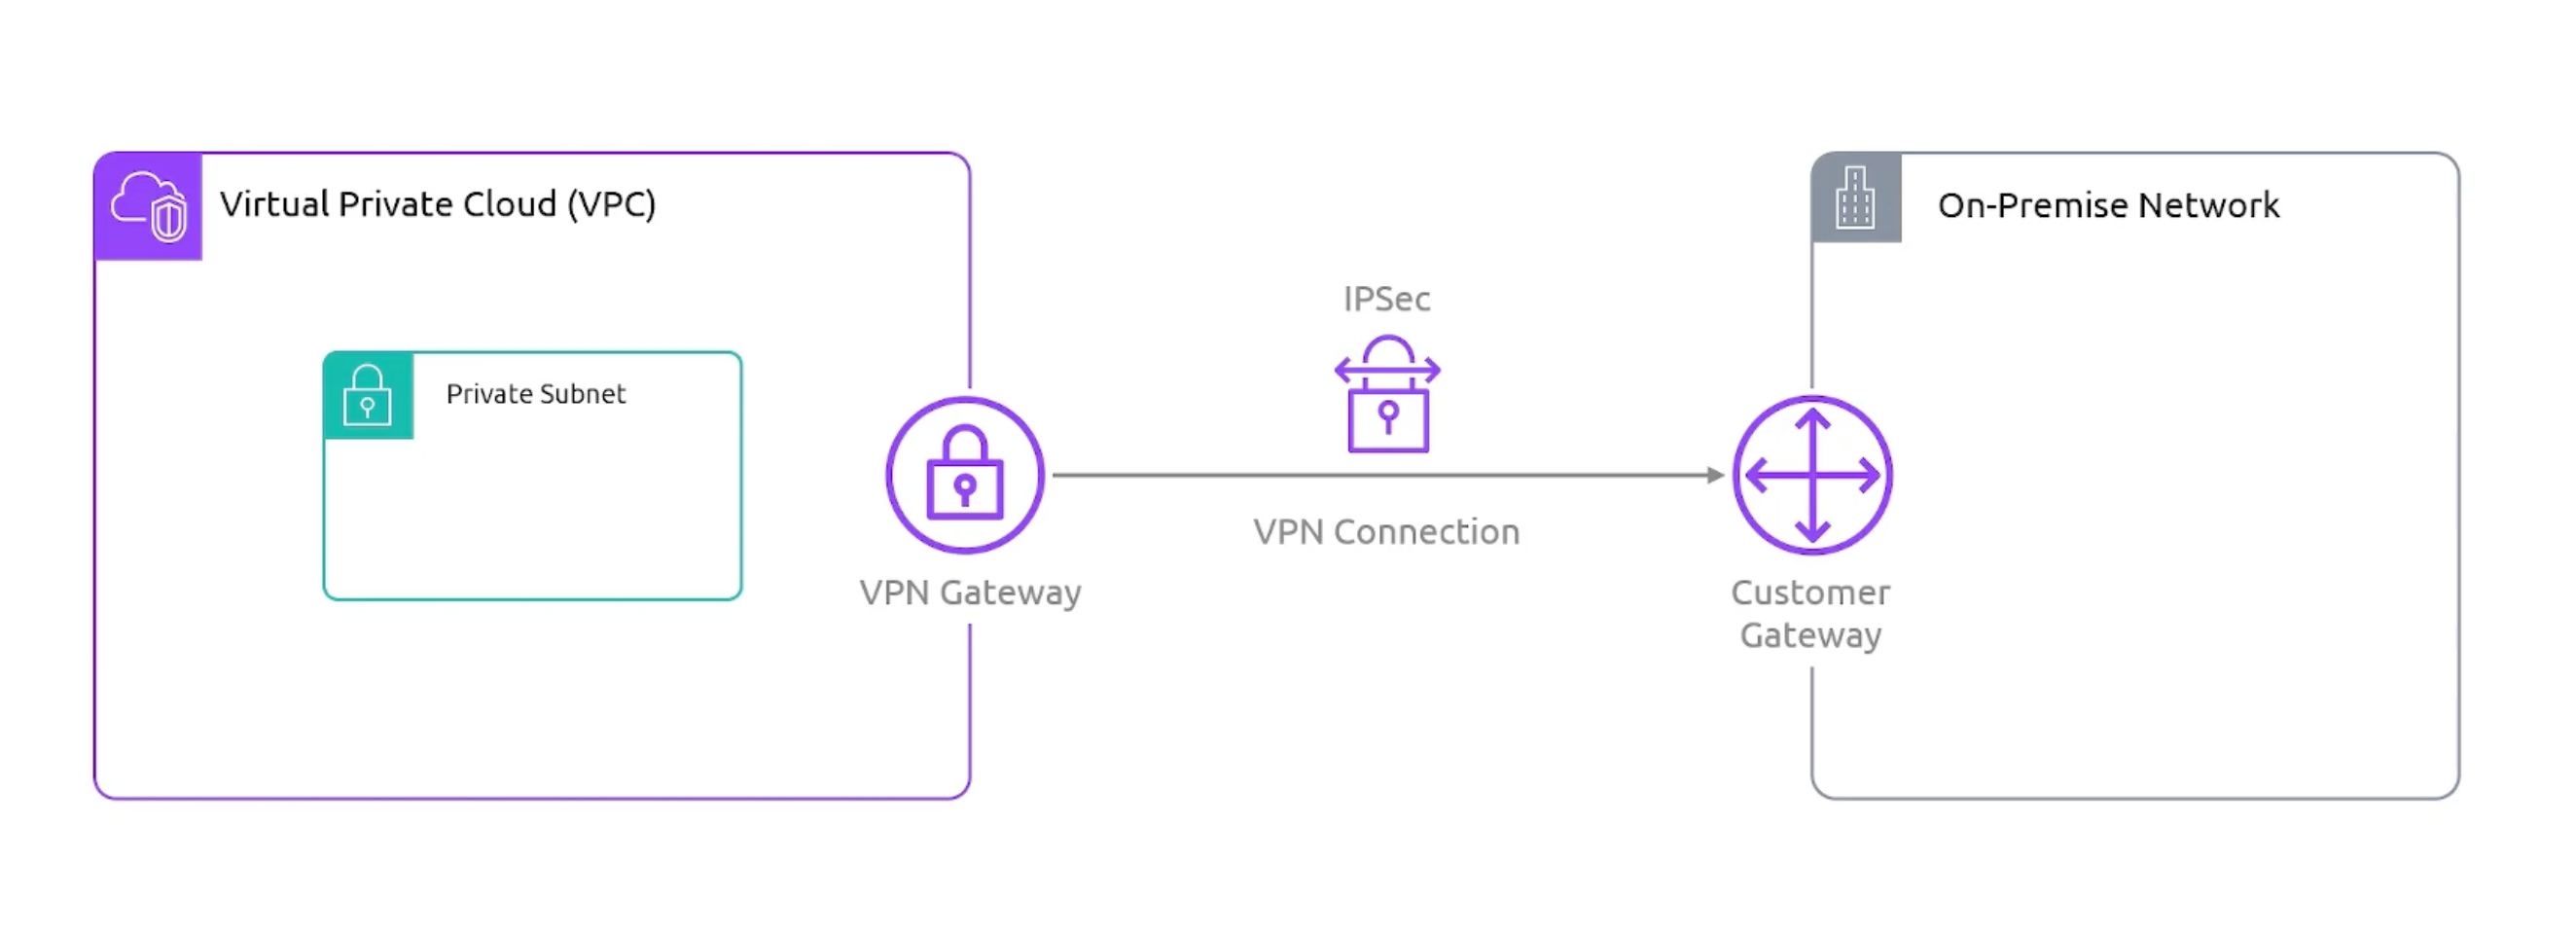 Virtual Private Cloud (VPC)
On-Premise Network
IPSec
Private Subnet
VPN Connection
VPN Gateway
Customer
Gateway